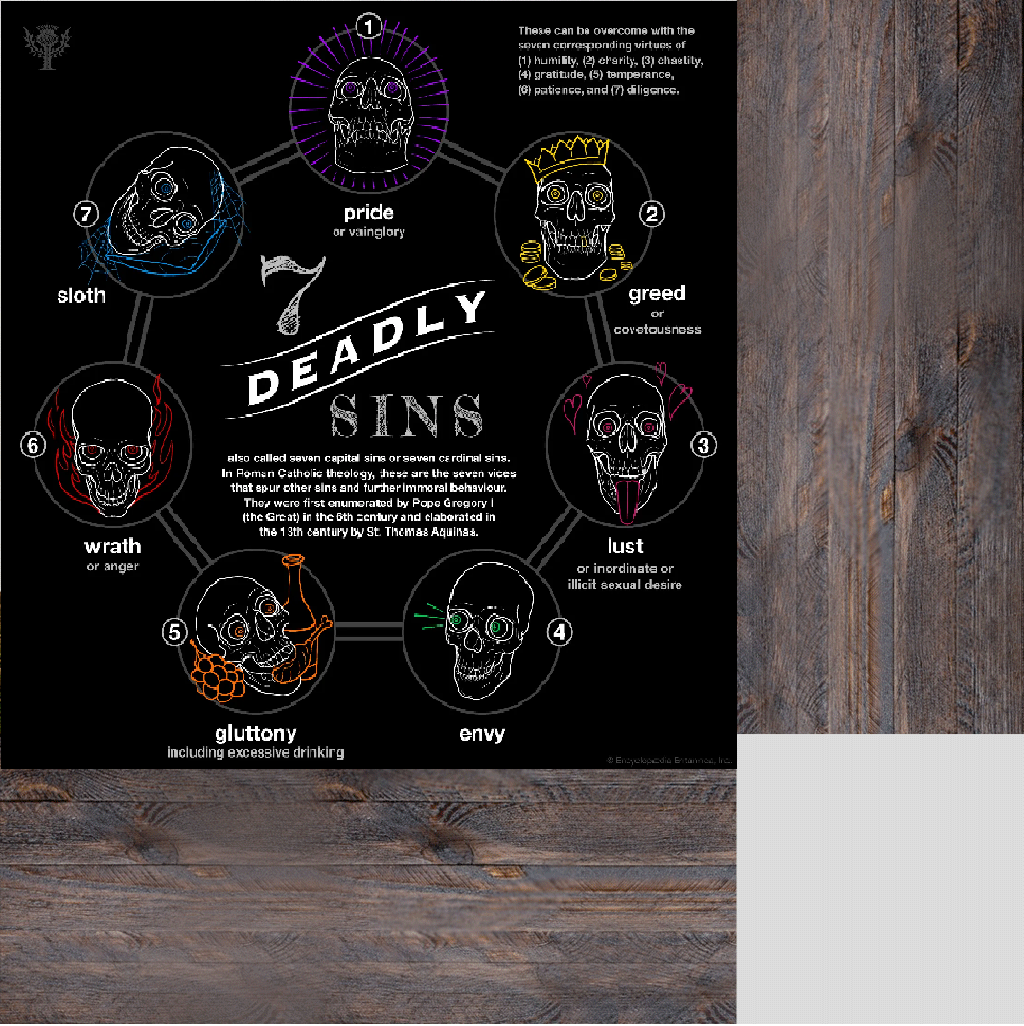 1
These can be overcome with the
seven corresponding virtues of
(1) humility, (2) charity, (3) chastity,
(4) gratitude, (5) temperance,
(6) patience, and (7) diligence.
pride
or vainglory
7
sloth
2
greed
or
covetousness
7
DEADLY
SINS
also called seven capital sins or seven cardinal sins.
In Roman Catholic theology, these are the seven vices
that spur other sins and further immoral behaviour.
They were first enumerated by Pope Gregory I
(the Great) in the 6th century and elaborated in
the 13th century by St. Thomas Aquinas.
6
wrath
or anger
3
lust
or inordinate or
illicit sexual desire
5
gluttony
including excessive drinking
4
envy
© Encyclopædia Britannica, Inc.